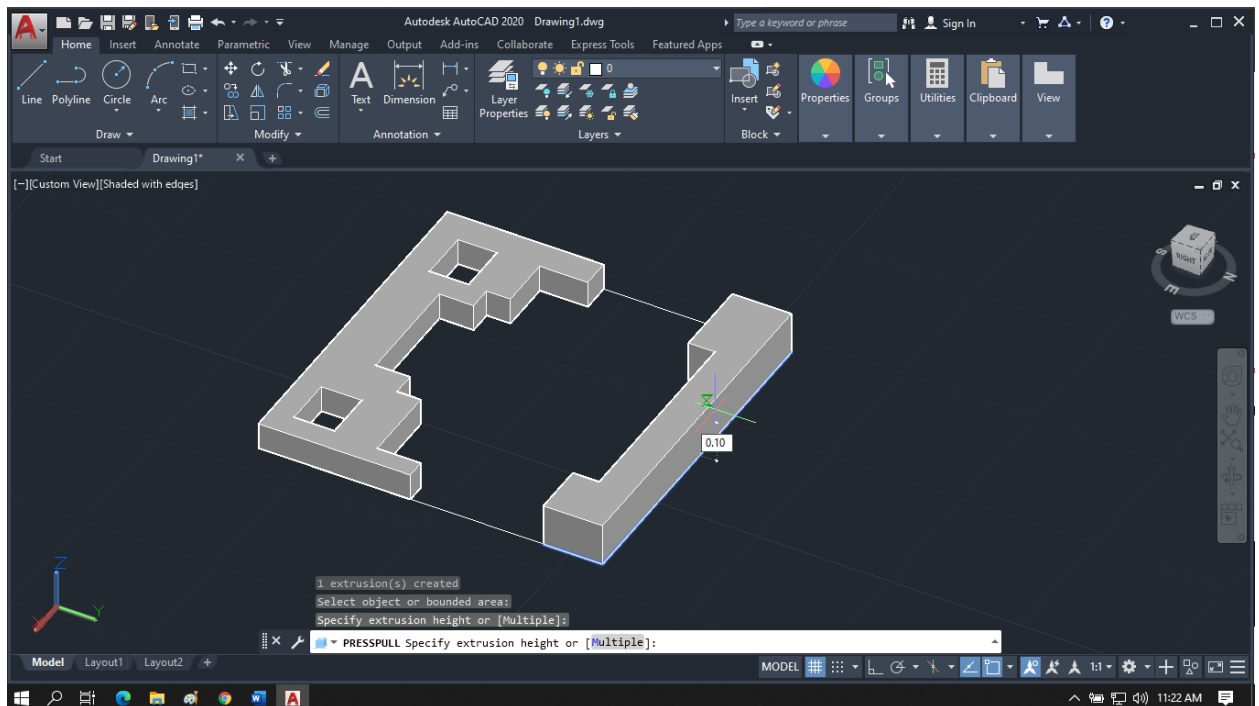 Autodesk AutoCAD 2020 Drawing1.dwg
Type a keyword or phrase
Sign In
Home Insert Annotate Parametric View Manage Output Add-ins Collaborate Express Tools Featured Apps
0
Line Polyline Circle Arc
Text Dimension
Layer Properties
Insert
Properties Groups Utilities Clipboard View
Draw Modify Annotation Layers Block
Start Drawing1* +
[−][Custom View][Shaded with edges]
S
RIGHT
N
E
WCS
0.10
Z
Y
X
1 extrusion(s) created
Select object or bounded area:
Specify extrusion height or [Multiple]:
PRESSPULL Specify extrusion height or [Multiple]:
Model Layout1 Layout2 +
MODEL 1:1
11:22 AM